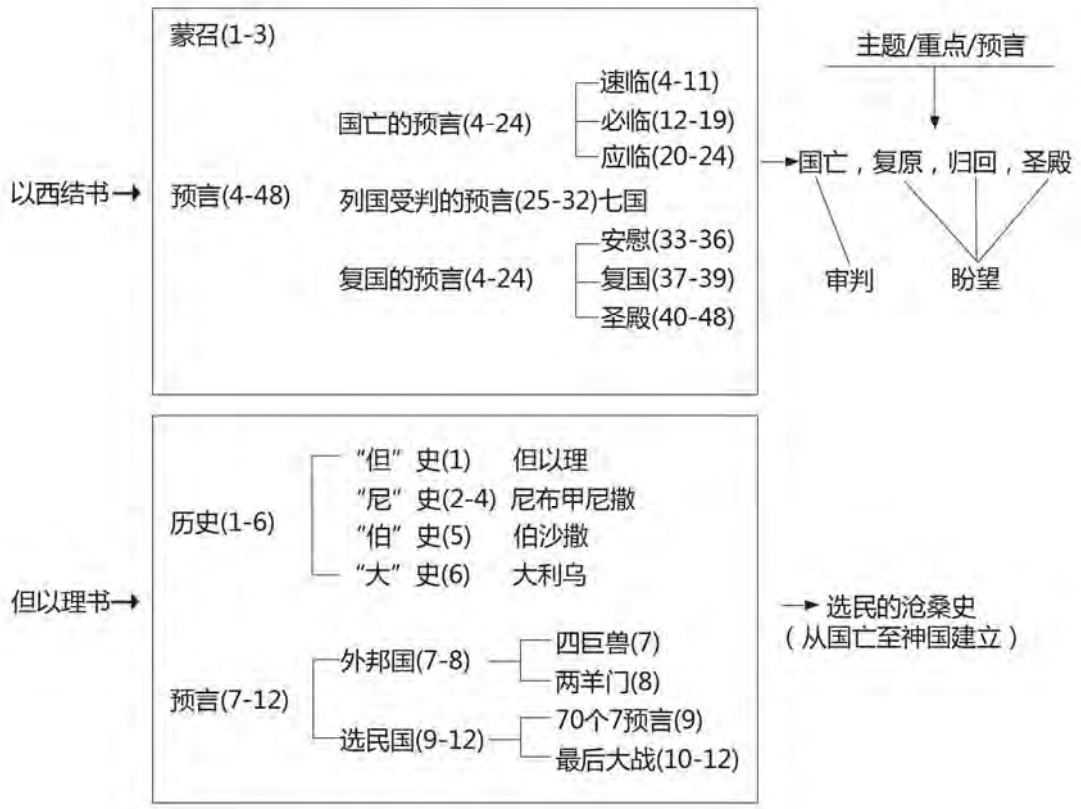 蒙召(1-3)
主题/重点/预言
速临(4-11)
国亡的预言(4-24)
必临(12-19)
应临(20-24)
国亡，复原，归回，圣殿
以西结书
预言(4-48)
列国受判的预言(25-32)七国
安慰(33-36)
复国的预言(4-24)
复国(37-39)
审判
盼望
圣殿(40-48)
“但”史(1) 但以理
“尼”史(2-4) 尼布甲尼撒
历史(1-6)
“伯”史(5) 伯沙撒
“大”史(6) 大利乌
但以理书
选民的沧桑史
（从国亡至神国建立）
四巨兽(7)
外邦国(7-8)
两羊门(8)
预言(7-12)
70个7预言(9)
选民国(9-12)
最后大战(10-12)